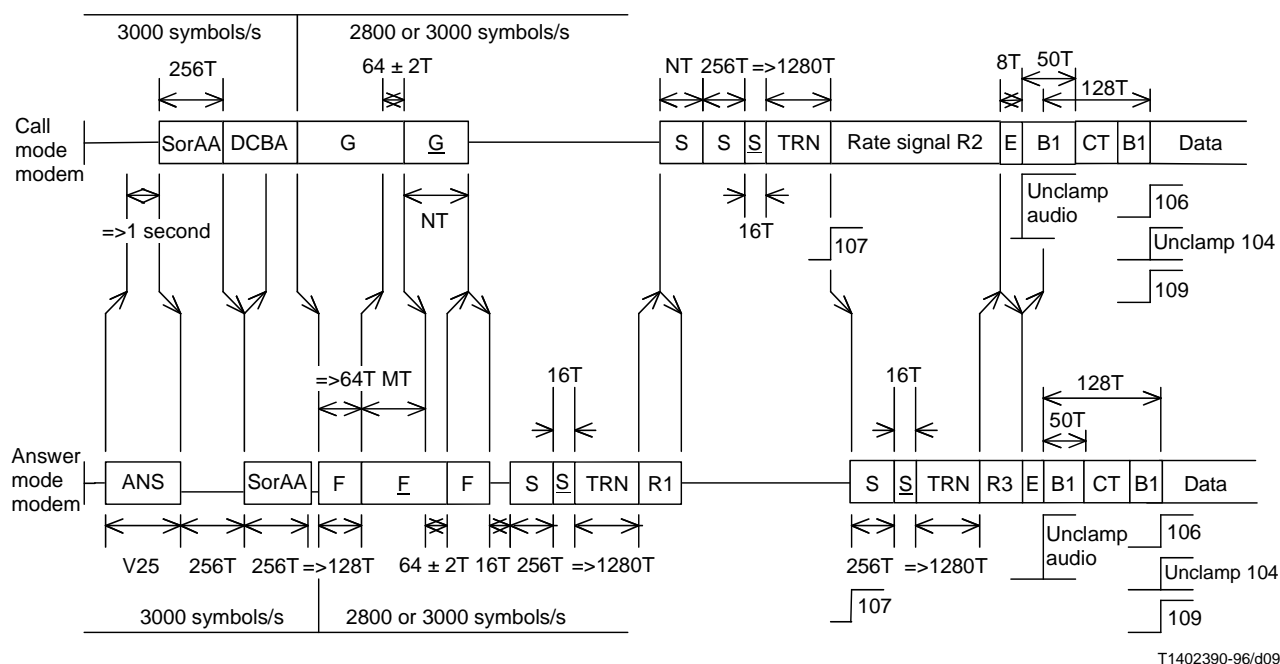 3000 symbols/s 2800 or 3000 symbols/s
256T 64 ± 2T NT 256T =>1280T 8T 50T
128T
Call mode modem
SorAA DCBA G G S S S TRN Rate signal R2 E B1 CT B1 Data
=>1 second NT 16T 107 Unclamp audio 106
Unclamp 104
109
=>64T MT 16T 16T 128T
50T
Answer mode modem
ANS SorAA F F F S S TRN R1 S S TRN R3 E B1 CT B1 Data
V25 256T 256T =>128T 64 ± 2T 16T 256T =>1280T 256T =>1280T Unclamp audio 106
107 Unclamp 104
109
3000 symbols/s 2800 or 3000 symbols/s
T1402390-96/d09